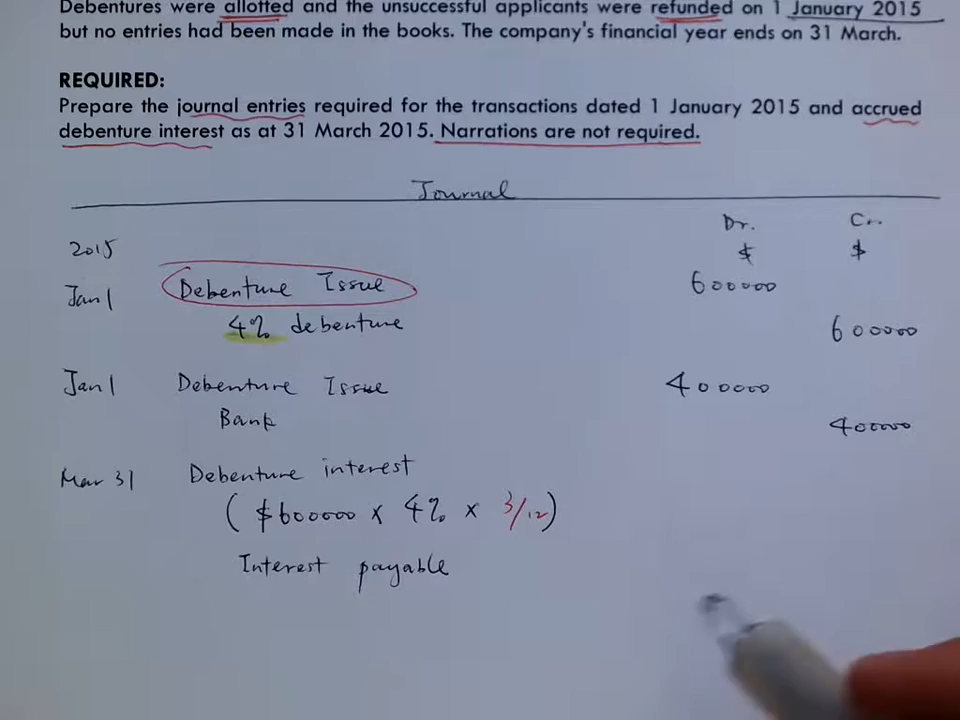 Debentures were allotted and the unsuccessful applicants were refunded on 1 January 2015
but no entries had been made in the books. The company's financial year ends on 31 March.
REQUIRED:
Prepare the journal entries required for the transactions dated 1 January 2015 and accrued
debenture interest as at 31 March 2015. Narrations are not required.
Journal
Dr. Cr.
2015 $ $
Jan 1 Debenture Issue 600000
4% debenture 600000
Jan 1 Debenture Issue 400000
Bank 400000
Mar 31 Debenture interest
( $600000 x 4% x 3/12)
Interest payable